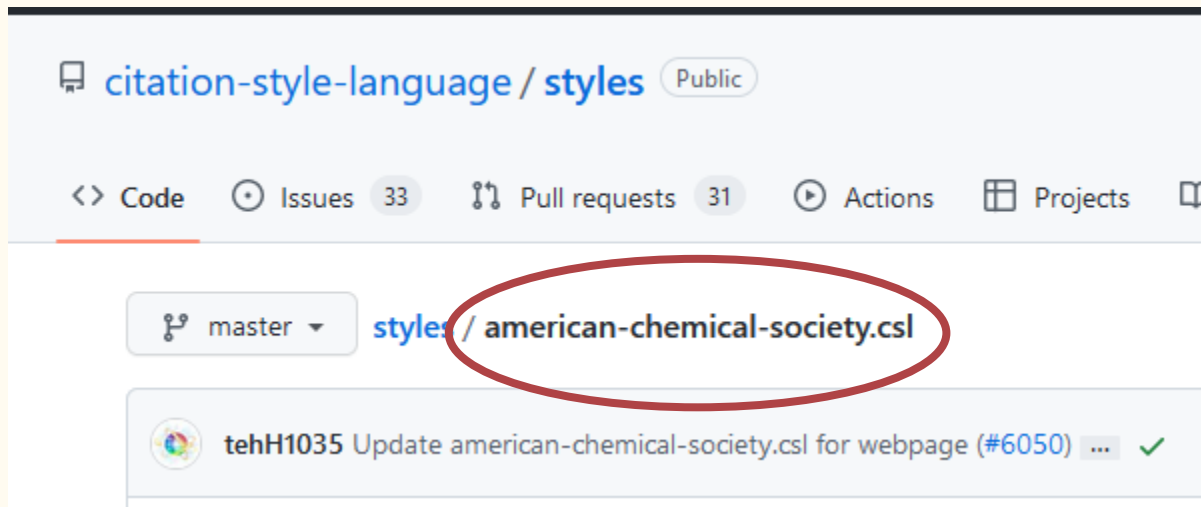 citation-style-language / styles Public
Code Issues 33 Pull requests 31 Actions Projects
master styles / american-chemical-society.csl
tehH1035 Update american-chemical-society.csl for webpage (#6050) ...